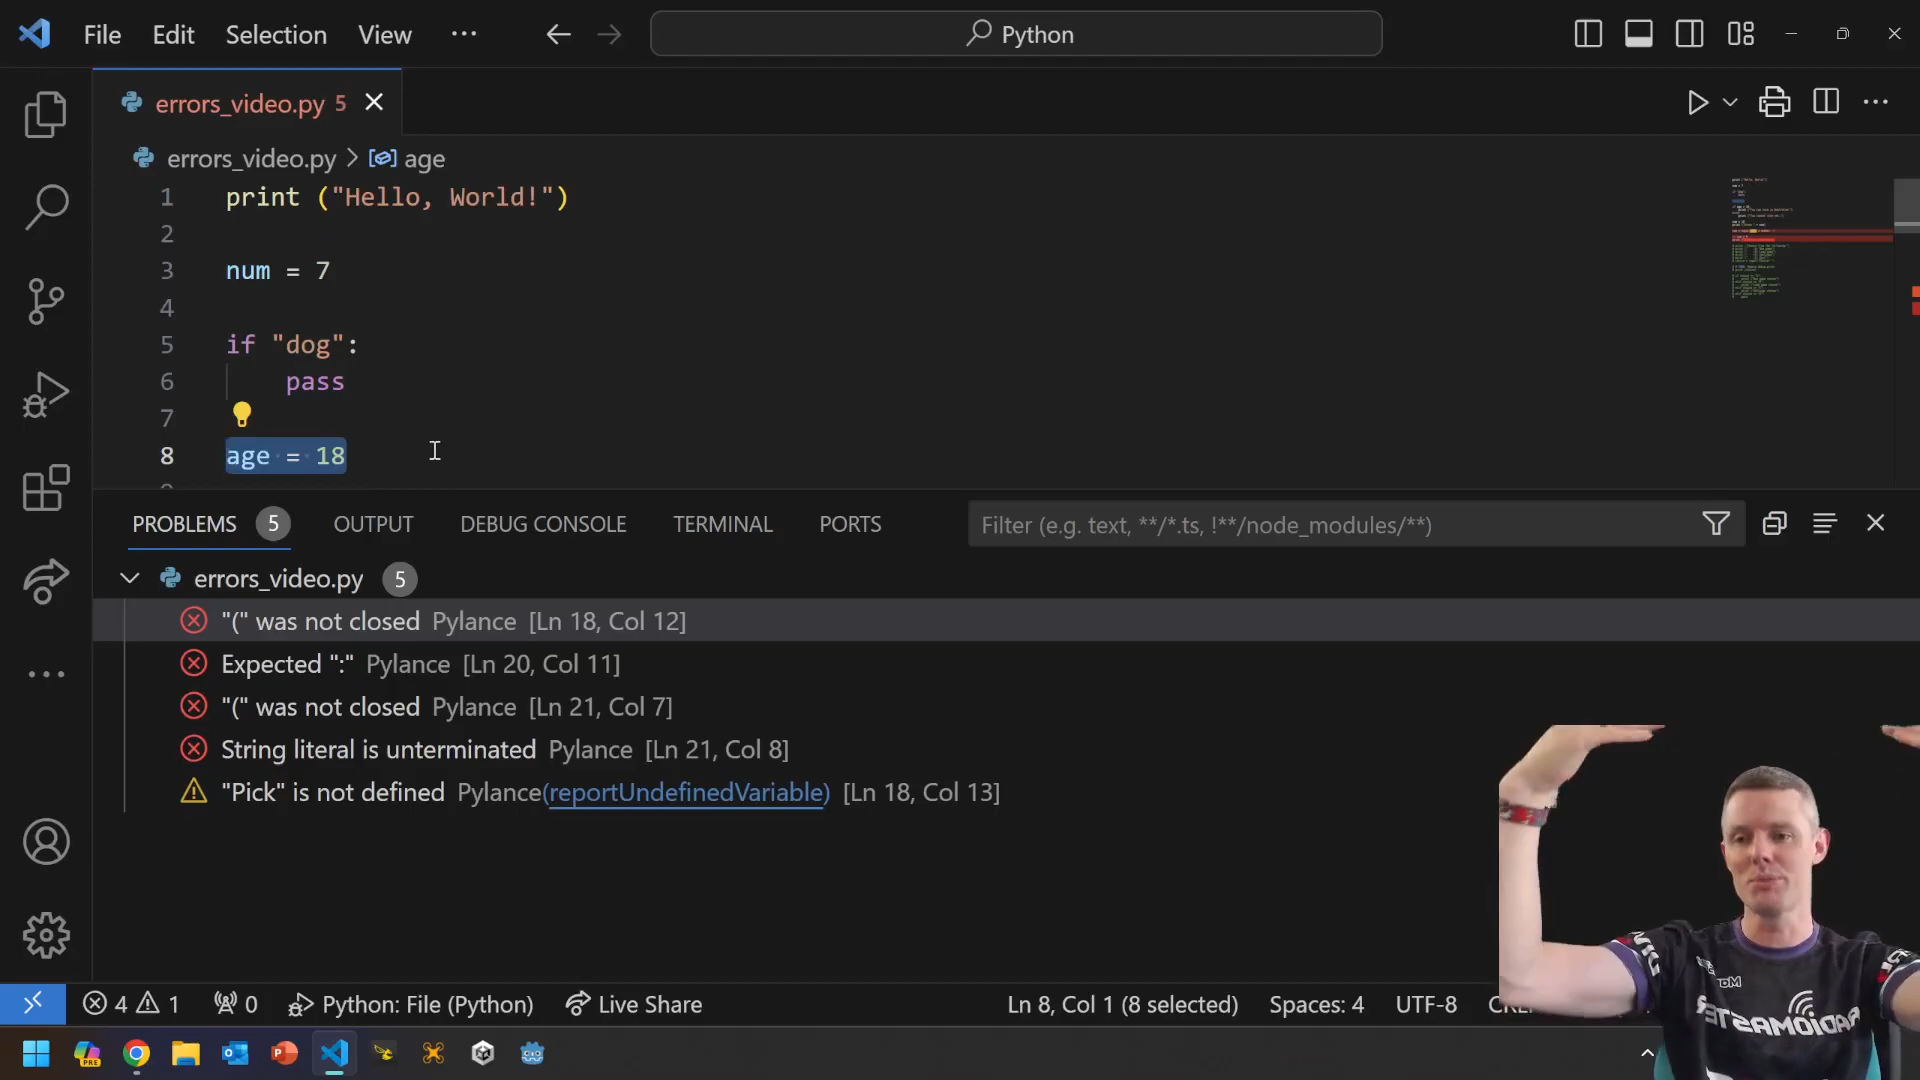 File Edit Selection View ··· Python
errors_video.py 5
errors_video.py > age
1 print ("Hello, World!")
2
3 num = 7
4
5 if "dog":
6 pass
7
8 age = 18
PROBLEMS 5 OUTPUT DEBUG CONSOLE TERMINAL PORTS Filter (e.g. text, **/*.ts, !**/node_modules/**)
errors_video.py 5
"(" was not closed Pylance [Ln 18, Col 12]
Expected ":" Pylance [Ln 20, Col 11]
"(" was not closed Pylance [Ln 21, Col 7]
String literal is unterminated Pylance [Ln 21, Col 8]
"Pick" is not defined Pylance(reportUndefinedVariable) [Ln 18, Col 13]
4 1 0 Python: File (Python) Live Share Ln 8, Col 1 (8 selected) Spaces: 4 UTF-8
PRE